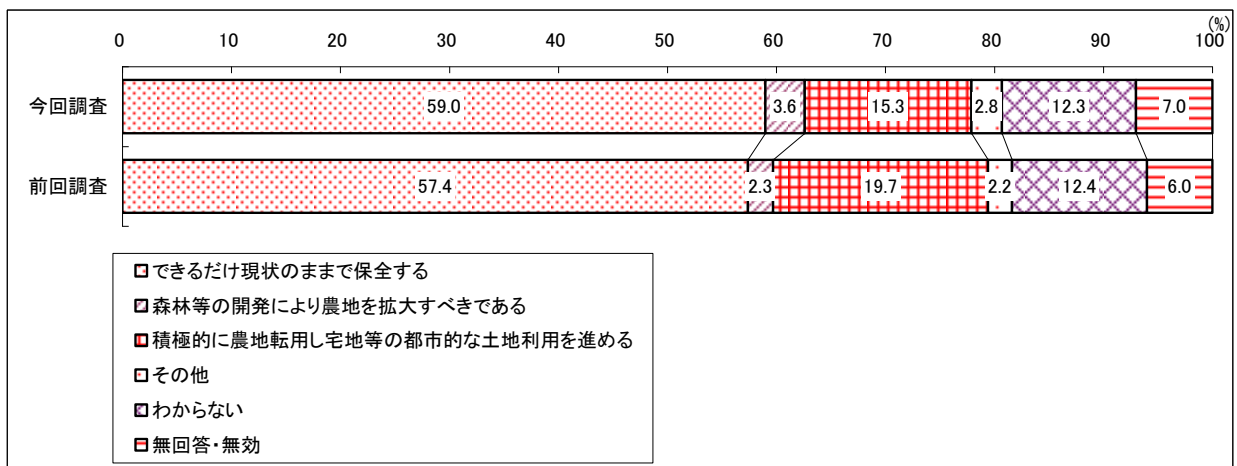 (%)
0 10 20 30 40 50 60 70 80 90 100
今回調査 59.0 3.6 15.3 2.8 12.3 7.0
前回調査 57.4 2.3 19.7 2.2 12.4 6.0
できるだけ現状のままで保全する
森林等の開発により農地を拡大すべきである
積極的に農地転用し宅地等の都市的な土地利用を進める
その他
わからない
無回答・無効